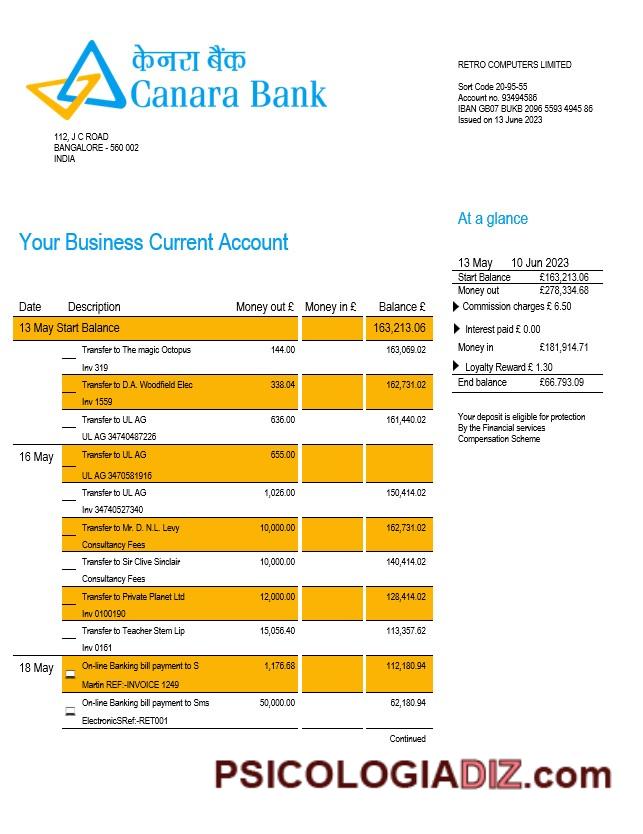 केनरा बैंक
Canara Bank
112, J C ROAD
BANGALORE - 560 002
INDIA
RETRO COMPUTERS LIMITED
Sort Code 20-95-55
Account no. 93494586
IBAN GB07 BUKB 2096 5593 4945 86
Issued on 13 June 2023
At a glance
13 May 10 Jun 2023
Start Balance £163,213.06
Money out £278,334.68
Commission charges £ 6.50
Interest paid £ 0.00
Money in £181,914.71
Loyalty Reward £ 1.30
End balance £66.793.09
Your deposit is eligible for protection
By the Financial services
Compensation Scheme
Your Business Current Account
Date Description Money out £ Money in £ Balance £
13 May Start Balance 163,213.06
Transfer to The magic Octopus 144.00 163,069.02
Inv 319
Transfer to D.A. Woodfield Elec 338.04 162,731.02
Inv 1559
Transfer to UL AG 636.00 161,440.02
UL AG 34740487226
16 May Transfer to UL AG 655.00
UL AG 3470581916
Transfer to UL AG 1,026.00 150,414.02
Inv 34740527340
Transfer to Mr. D. N.L. Levy 10,000.00 162,731.02
Consultancy Fees
Transfer to Sir Clive Sinclair 10,000.00 140,414.02
Consultancy Fees
Transfer to Private Planet Ltd 12,000.00 128,414.02
Inv 0100190
Transfer to Teacher Stem Lip 15,056.40 113,357.62
Inv 0161
18 May On-line Banking bill payment to S 1,176.68 112,180.94
Martin REF:-INVOICE 1249
On-line Banking bill payment to Sms 50,000.00 62,180.94
ElectronicSRef:-RET001
Continued
PSICOLOGIADIZ.com